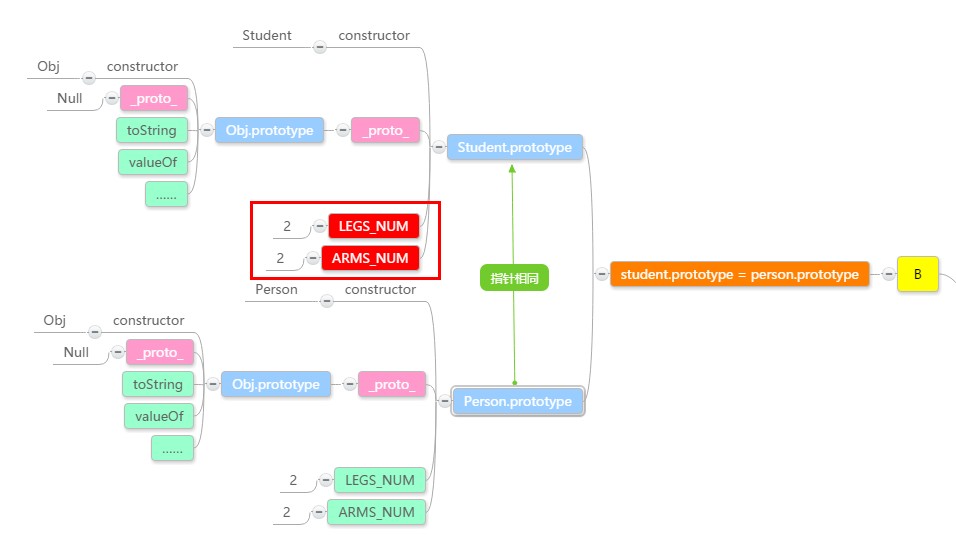 Student
constructor
Obj
constructor
Null
_proto_
toString
Obj.prototype
_proto_
Student.prototype
valueOf
......
2
LEGS_NUM
2
ARMS_NUM
指针相同
student.prototype = person.prototype
B
Person
constructor
Obj
constructor
Null
_proto_
toString
Obj.prototype
_proto_
Person.prototype
valueOf
......
2
LEGS_NUM
2
ARMS_NUM